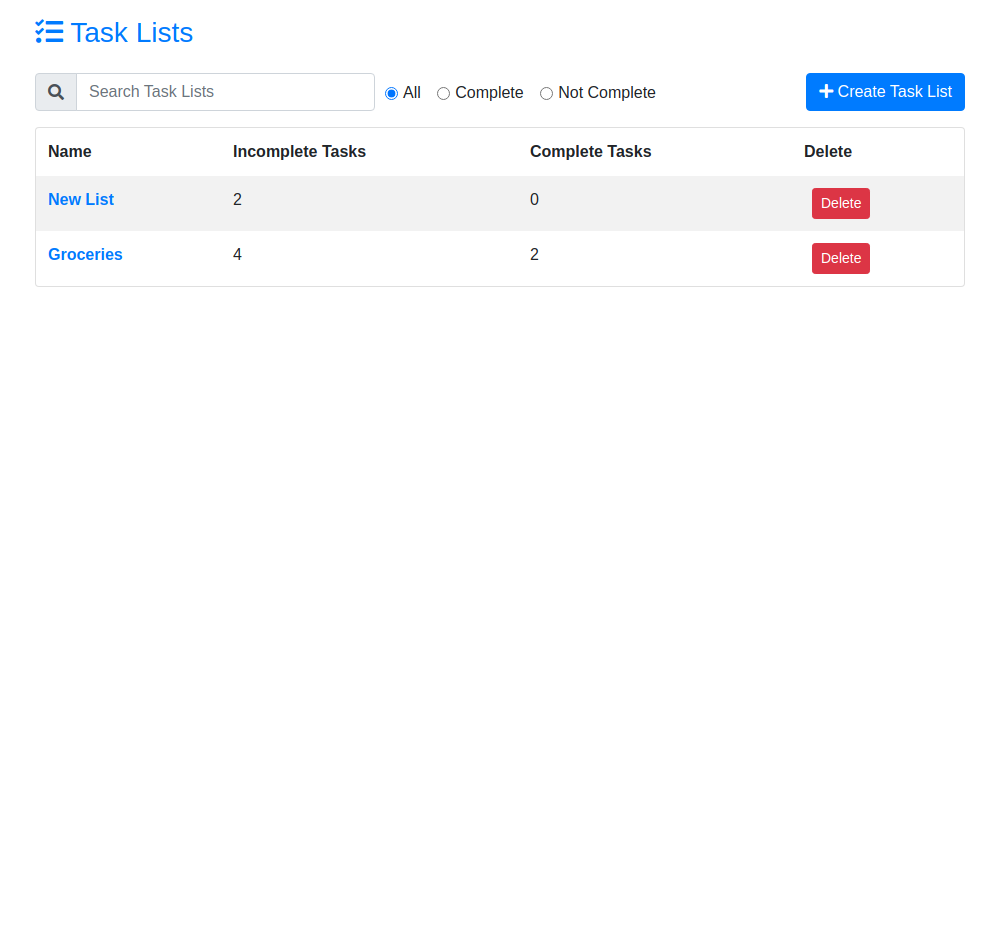 Task Lists
Search Task Lists All Complete Not Complete Create Task List
Name Incomplete Tasks Complete Tasks Delete
New List 2 0 Delete
Groceries 4 2 Delete